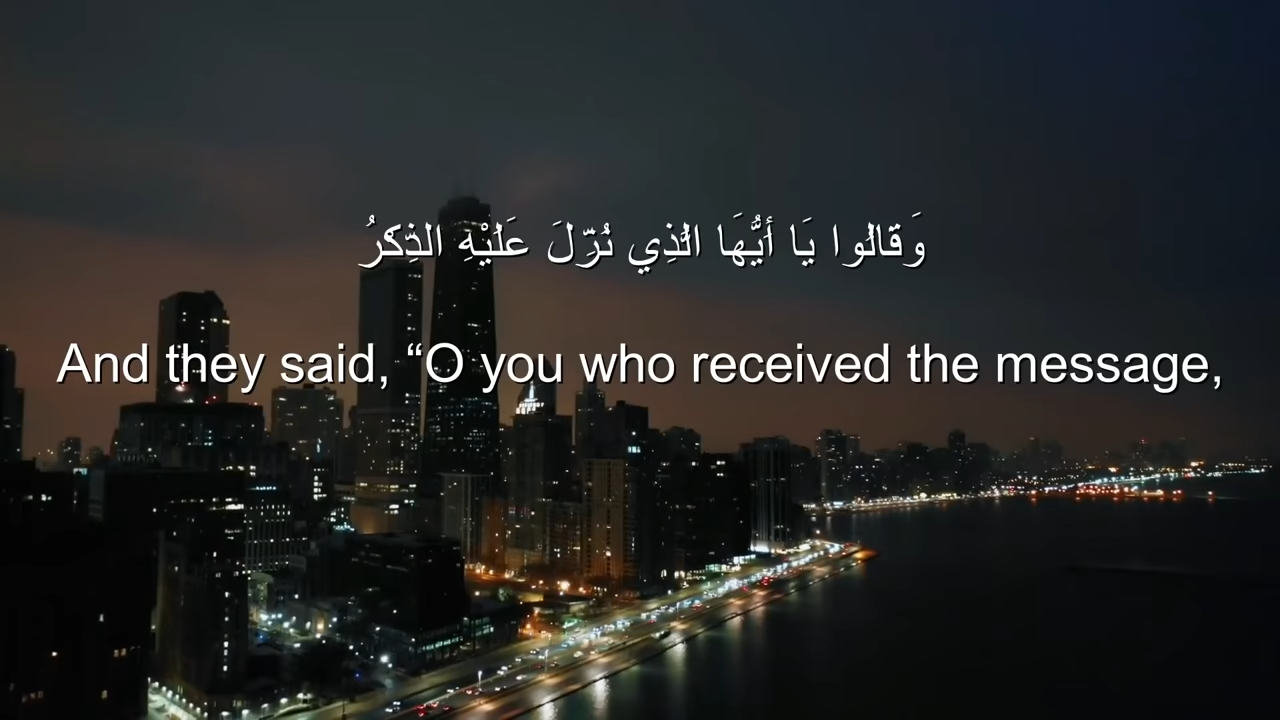 وَقَالُوا يَا أَيُّهَا الَّذِي نُزِّلَ عَلَيْهِ الذِّكْرُ
And they said, “O you who received the message,